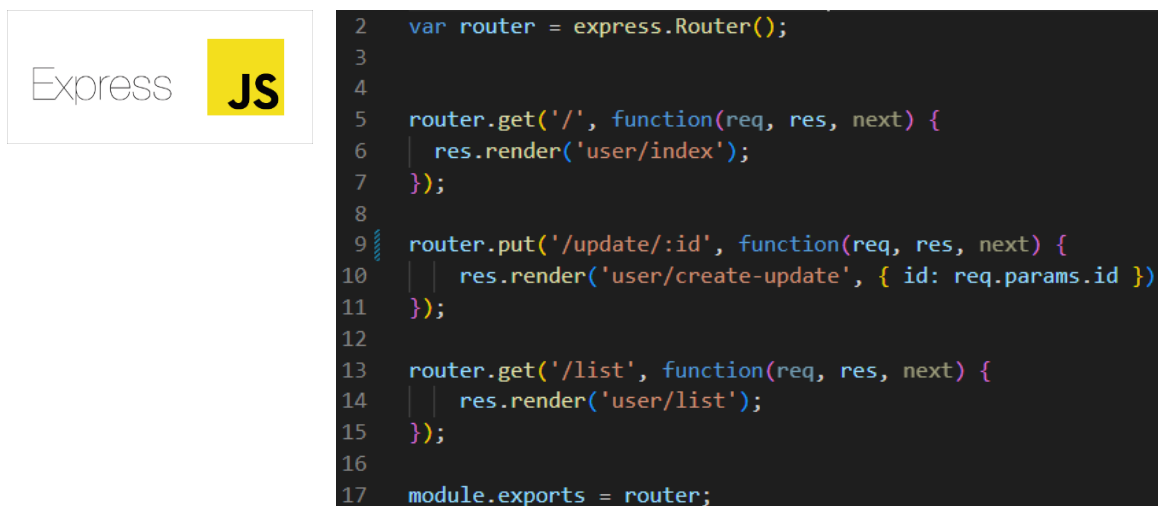 Express JS
2 var router = express.Router();
3
4
5 router.get('/', function(req, res, next) {
6 res.render('user/index');
7 });
8
9 router.put('/update/:id', function(req, res, next) {
10 res.render('user/create-update', { id: req.params.id })
11 });
12
13 router.get('/list', function(req, res, next) {
14 res.render('user/list');
15 });
16
17 module.exports = router;